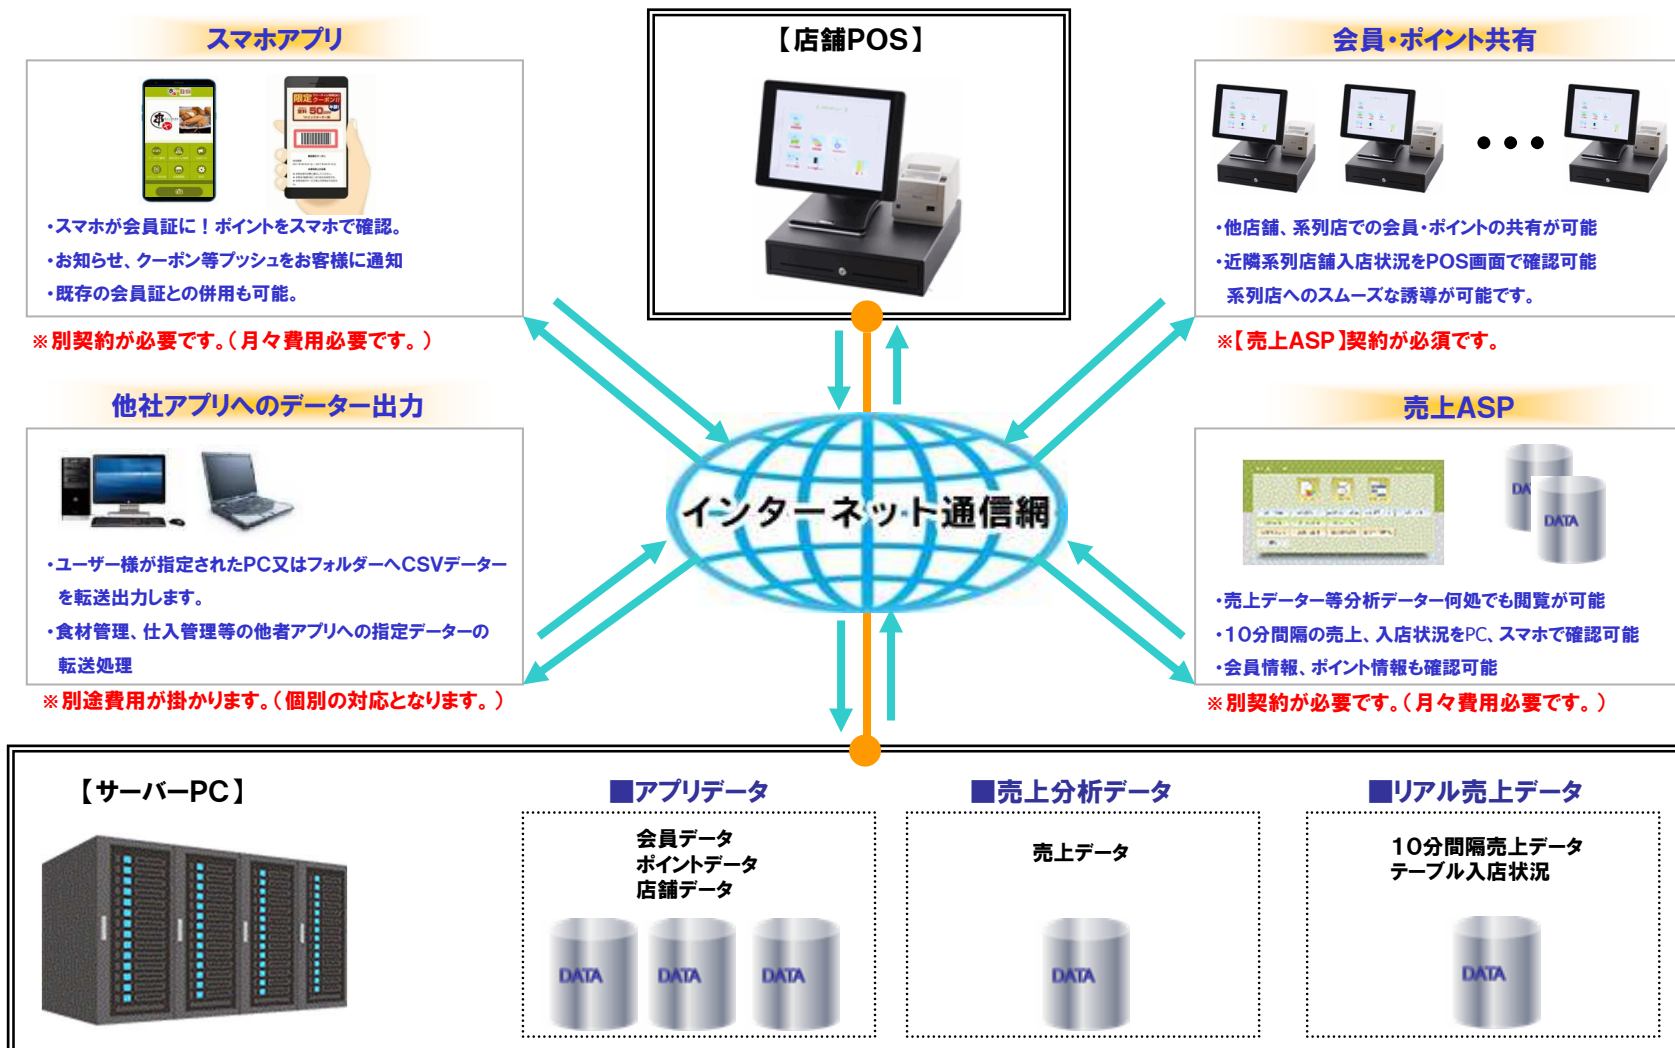 スマホアプリ
・スマホが会員証に！ポイントをスマホで確認。
・お知らせ、クーポン等プッシュをお客様に通知
・既存の会員証との併用も可能。
※別契約が必要です。（月々費用必要です。）
【店舗POS】
会員・ポイント共有
・他店舗、系列店での会員・ポイントの共有が可能
・近隣系列店舗入店状況をPOS画面で確認可能
系列店へのスムーズな誘導が可能です。
※【売上ASP】契約が必須です。
他社アプリへのデーター出力
・ユーザー様が指定されたPC又はフォルダーへCSVデーター
を転送出力します。
・食材管理、仕入管理等の他者アプリへの指定データーの
転送処理
※別途費用が掛かります。（個別の対応となります。）
インターネット通信網
売上ASP
DATA
・売上データー等分析データー何処でも閲覧が可能
・10分間隔の売上、入店状況をPC、スマホで確認可能
・会員情報、ポイント情報も確認可能
※別契約が必要です。（月々費用必要です。）
【サーバーPC】
■アプリデータ
会員データ
ポイントデータ
店舗データ
DATA
DATA
DATA
■売上分析データ
売上データ
DATA
■リアル売上データ
10分間隔売上データ
テーブル入店状況
DATA